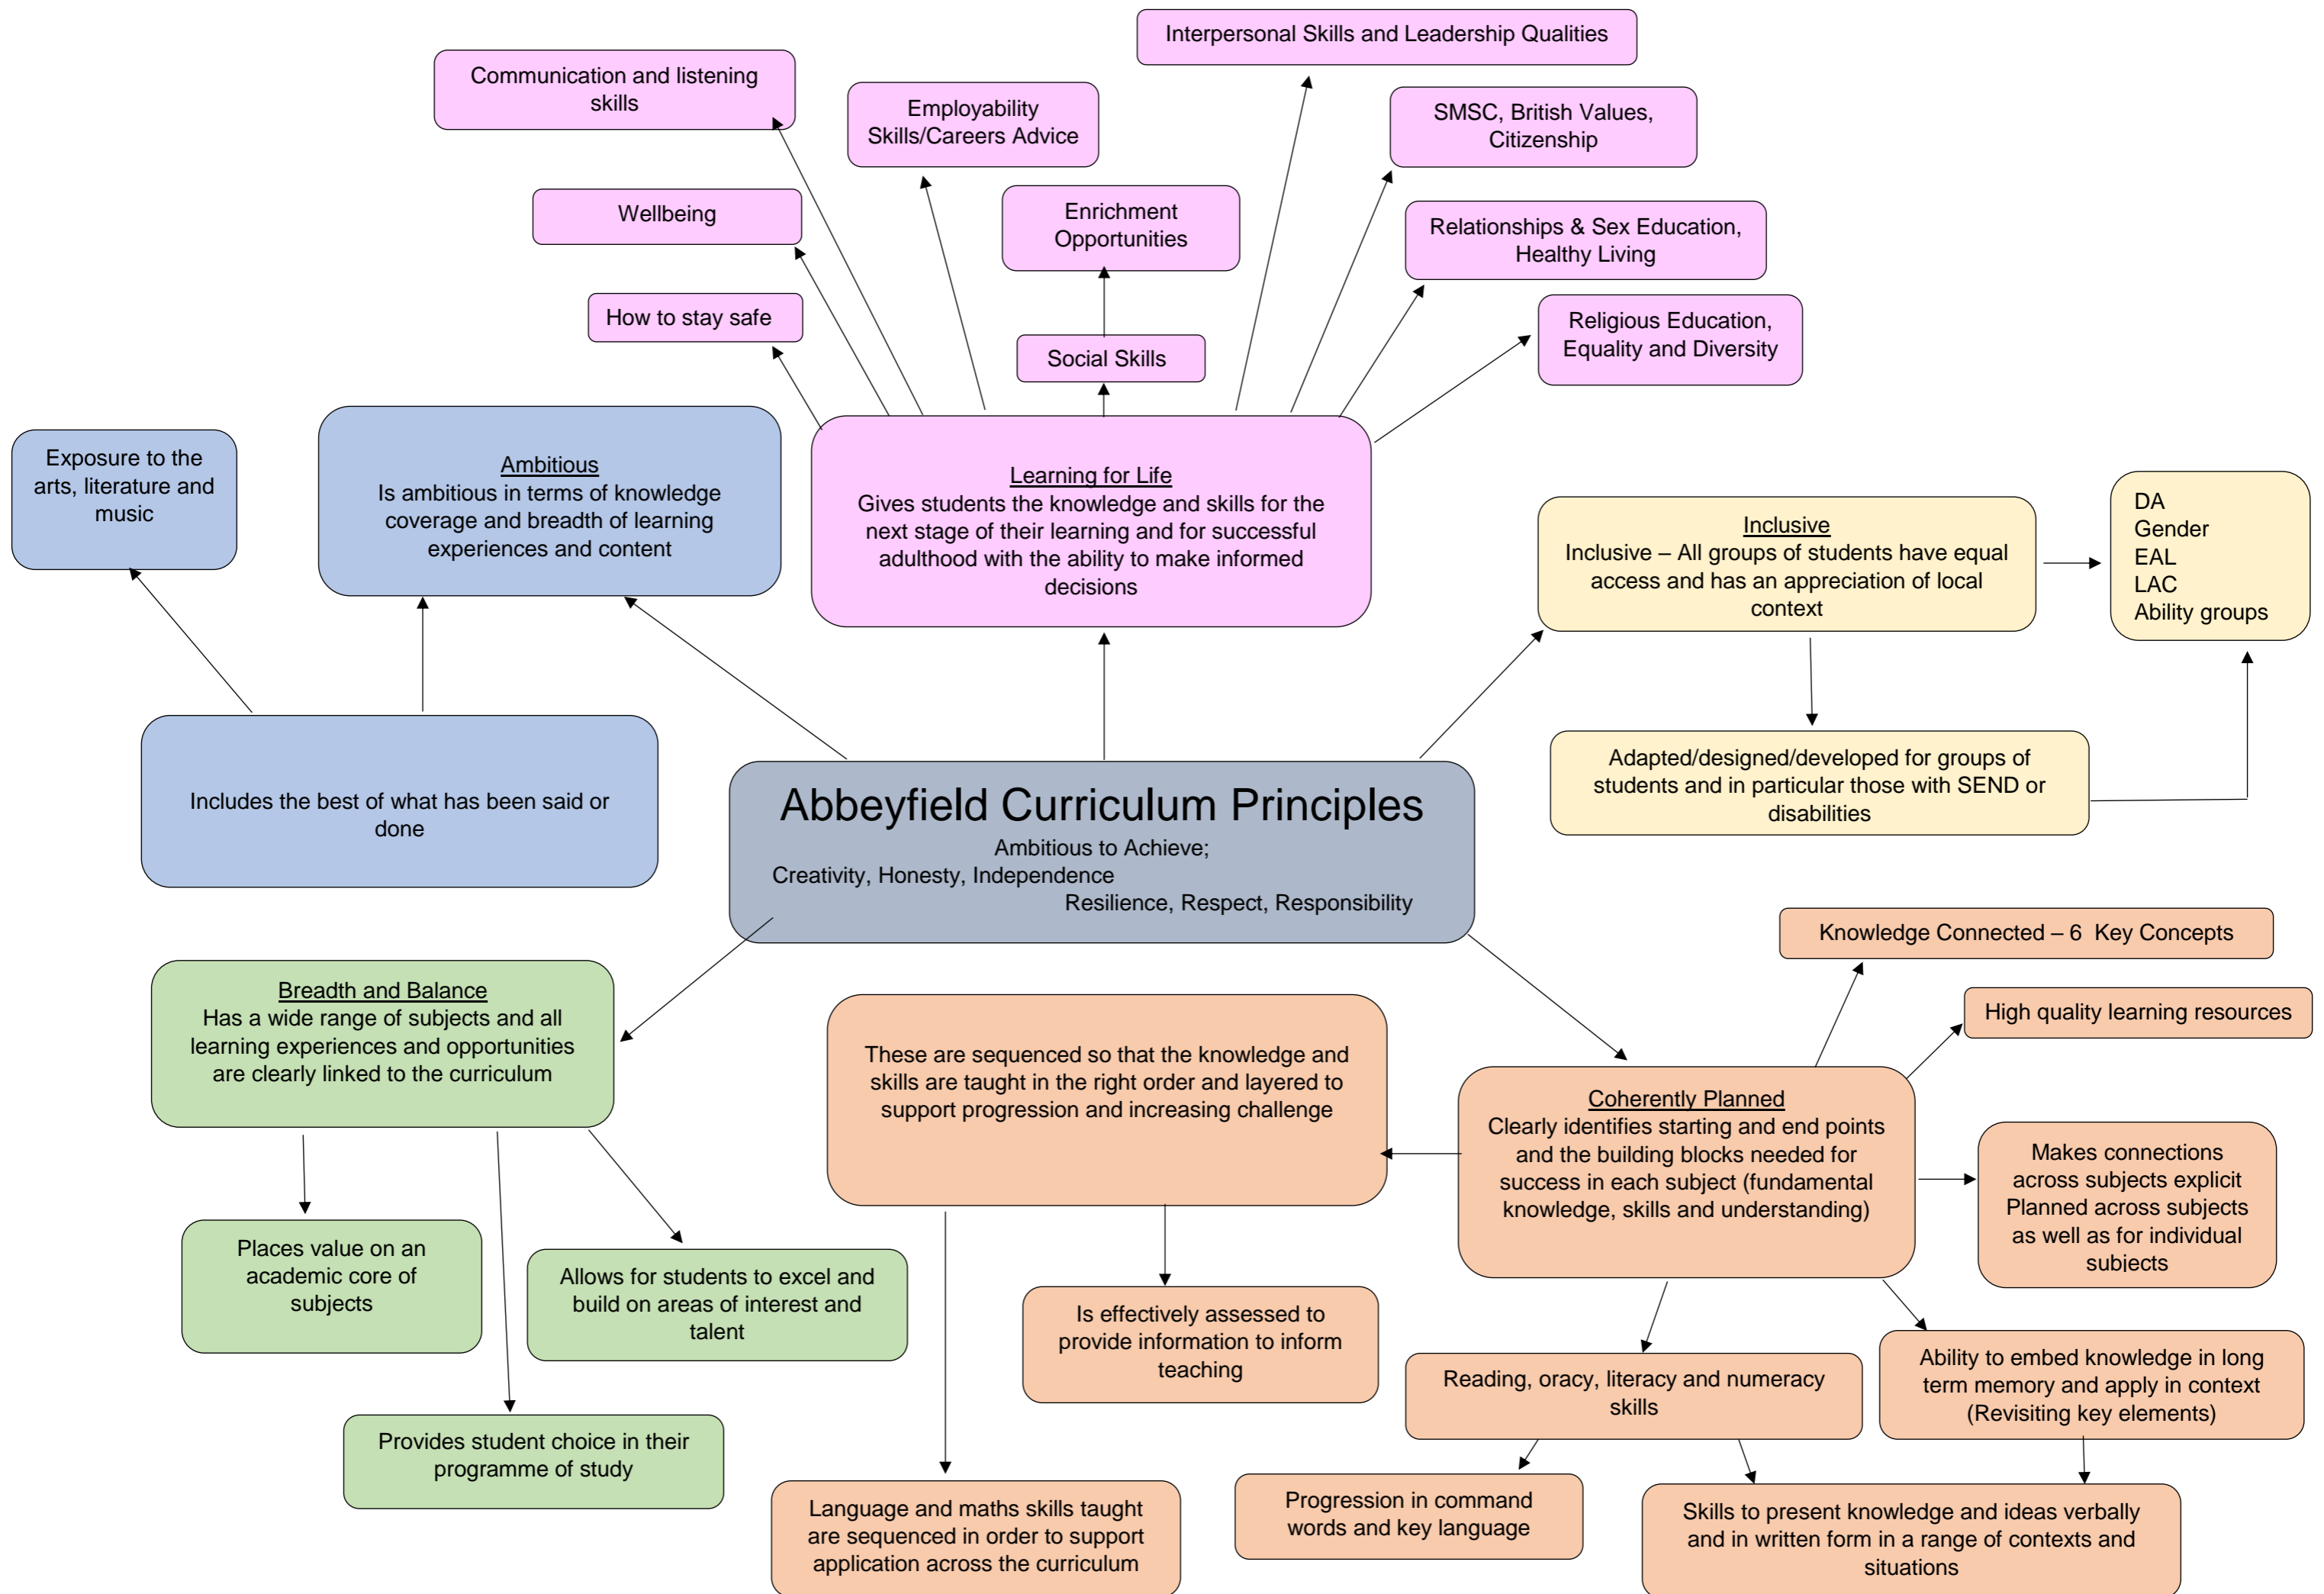 Interpersonal Skills and Leadership Qualities
Communication and listening
skills
Employability
Skills/Careers Advice
SMSC, British Values,
Citizenship
Wellbeing
Enrichment
Opportunities
Relationships & Sex Education,
Healthy Living
How to stay safe
Social Skills
Religious Education,
Equality and Diversity
Exposure to the
arts, literature and
music
Ambitious
Is ambitious in terms of knowledge
coverage and breadth of learning
experiences and content
Learning for Life
Gives students the knowledge and skills for the
next stage of their learning and for successful
adulthood with the ability to make informed
decisions
Inclusive
Inclusive – All groups of students have equal
access and has an appreciation of local
context
DA
Gender
EAL
LAC
Ability groups
Includes the best of what has been said or
done
Abbeyfield Curriculum Principles
Ambitious to Achieve;
Creativity, Honesty, Independence
Resilience, Respect, Responsibility
Adapted/designed/developed for groups of
students and in particular those with SEND or
disabilities
Knowledge Connected – 6  Key Concepts
High quality learning resources
Breadth and Balance
Has a wide range of subjects and all
learning experiences and opportunities
are clearly linked to the curriculum
These are sequenced so that the knowledge and
skills are taught in the right order and layered to
support progression and increasing challenge
Coherently Planned
Clearly identifies starting and end points
and the building blocks needed for
success in each subject (fundamental
knowledge, skills and understanding)
Makes connections
across subjects explicit
Planned across subjects
as well as for individual
subjects
Places value on an
academic core of
subjects
Allows for students to excel and
build on areas of interest and
talent
Is effectively assessed to
provide information to inform
teaching
Reading, oracy, literacy and numeracy
skills
Ability to embed knowledge in long
term memory and apply in context
(Revisiting key elements)
Provides student choice in their
programme of study
Language and maths skills taught
are sequenced in order to support
application across the curriculum
Progression in command
words and key language
Skills to present knowledge and ideas verbally
and in written form in a range of contexts and
situations